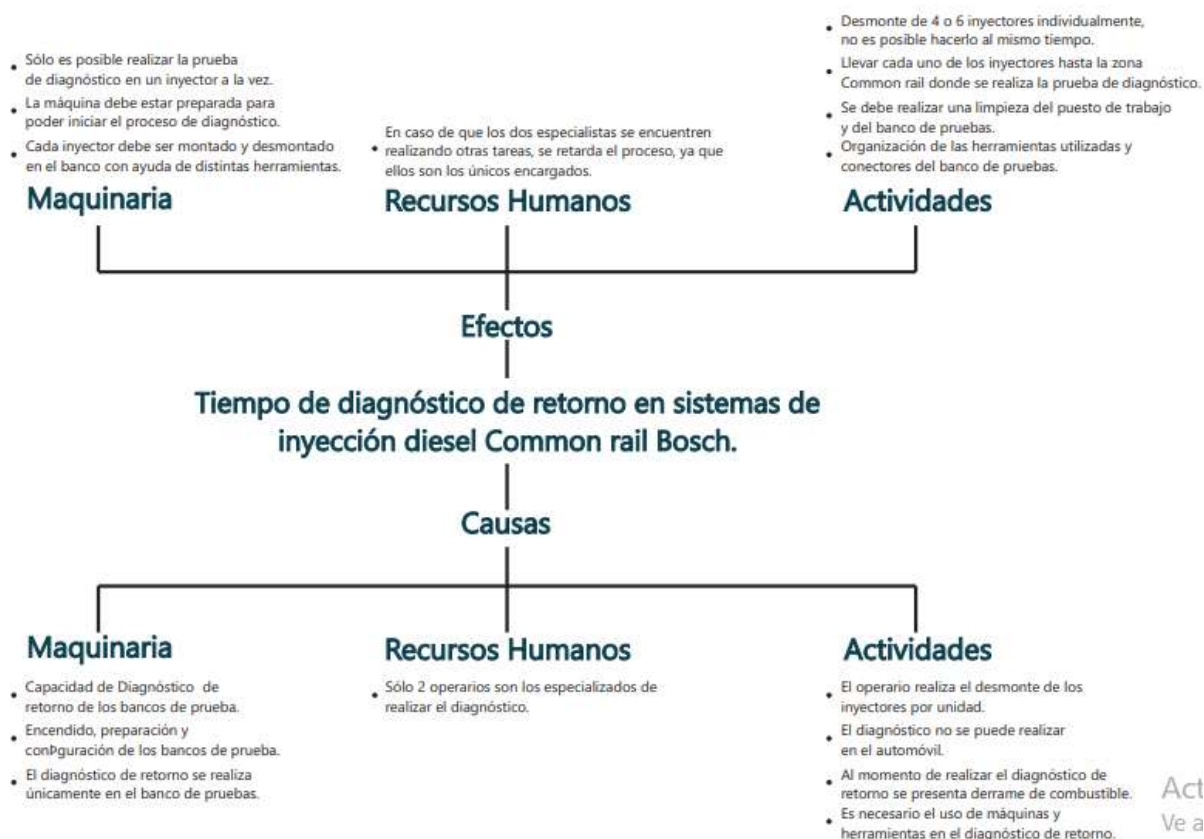 Sólo es posible realizar la prueba
de diagnóstico en un inyector a la vez.
La máquina debe estar preparada para
poder iniciar el proceso de diagnóstico.
Cada inyector debe ser montado y desmontado
en el banco con ayuda de distintas herramientas.
Maquinaria
En caso de que los dos especialistas se encuentren
realizando otras tareas, se retarda el proceso, ya que
ellos son los únicos encargados.
Recursos Humanos
Desmonte de 4 o 6 inyectores individualmente,
no es posible hacerlo al mismo tiempo.
Llevar cada uno de los inyectores hasta la zona
Common rail donde se realiza la prueba de diagnóstico.
Se debe realizar una limpieza del puesto de trabajo
y del banco de pruebas.
Organización de las herramientas utilizadas y
conectores del banco de pruebas.
Actividades
Efectos
Tiempo de diagnóstico de retorno en sistemas de
inyección diesel Common rail Bosch.
Causas
Maquinaria
Capacidad de Diagnóstico de
retorno de los bancos de prueba.
Encendido, preparación y
conÞguración de los bancos de prueba.
El diagnóstico de retorno se realiza
únicamente en el banco de pruebas.
Recursos Humanos
Sólo 2 operarios son los especializados de
realizar el diagnóstico.
Actividades
El operario realiza el desmonte de los
inyectores por unidad.
El diagnóstico no se puede realizar
en el automóvil.
Al momento de realizar el diagnóstico de
retorno se presenta derrame de combustible.
Es necesario el uso de máquinas y
herramientas en el diagnóstico de retorno.
Act
Ve a